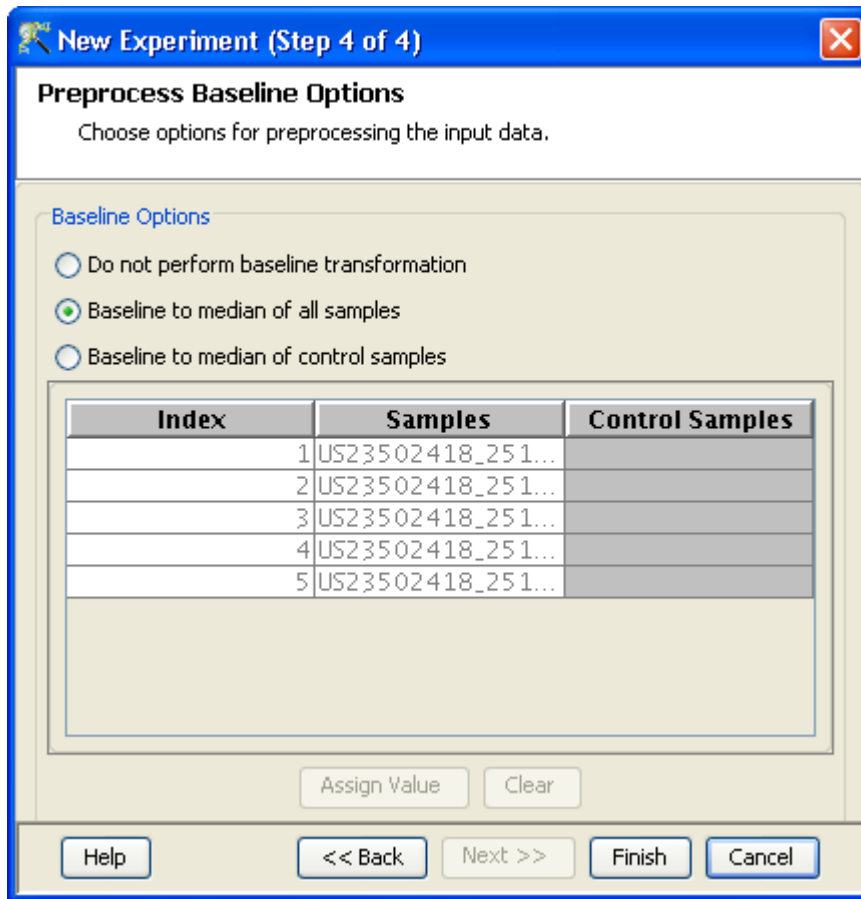 New Experiment (Step 4 of 4)
Preprocess Baseline Options
Choose options for preprocessing the input data.
Baseline Options
Do not perform baseline transformation
Baseline to median of all samples
Baseline to median of control samples
Index Samples Control Samples
1 US23502418_251...
2 US23502418_251...
3 US23502418_251...
4 US23502418_251...
5 US23502418_251...
Assign Value Clear
Help << Back Next >> Finish Cancel